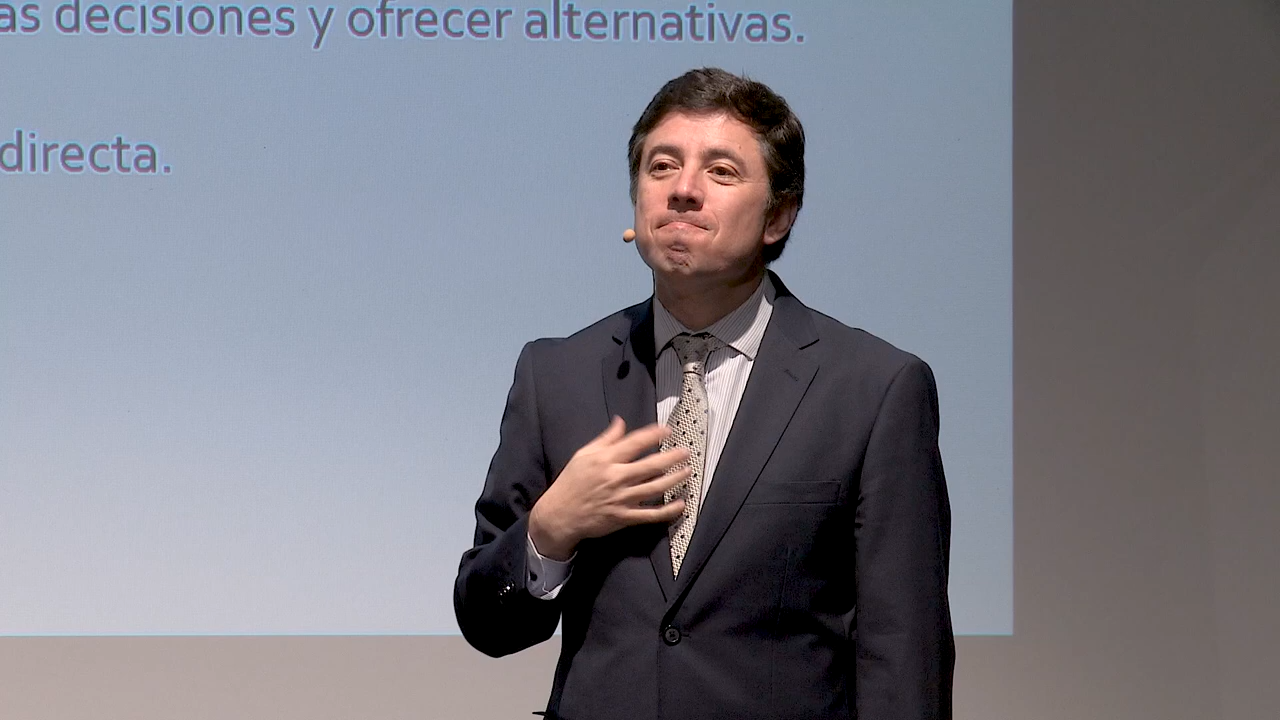 as decisiones y ofrecer alternativas.
directa.